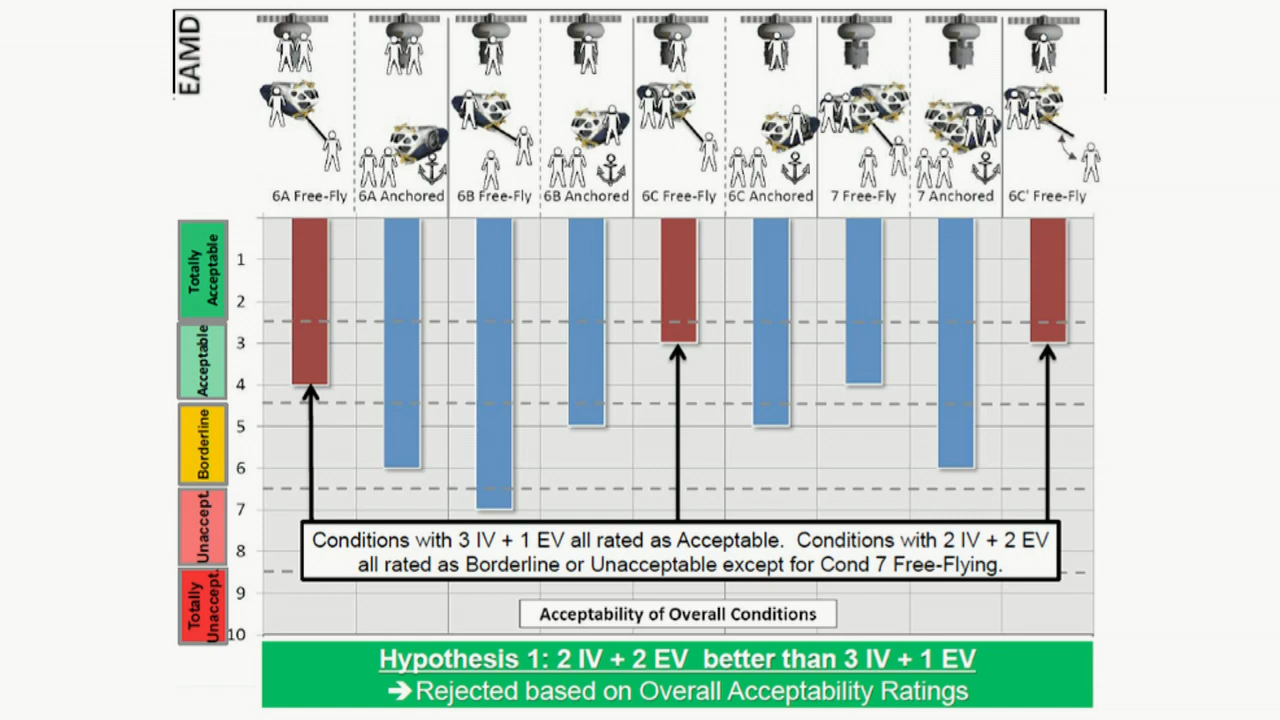 EAMD
6A Free-Fly
6A Anchored
6B Free-Fly
6B Anchored
6C Free-Fly
6C Anchored
7 Free-Fly
7 Anchored
6C' Free-Fly
Totally
Acceptable
Acceptable
Borderline
Unaccept.
Totally
Unaccept.
1
2
3
4
5
6
7
8
9
10
Conditions with 3 IV + 1 EV all rated as Acceptable. Conditions with 2 IV + 2 EV
all rated as Borderline or Unacceptable except for Cond 7 Free-Flying.
Acceptability of Overall Conditions
Hypothesis 1: 2 IV + 2 EV better than 3 IV + 1 EV
➔Rejected based on Overall Acceptability Ratings